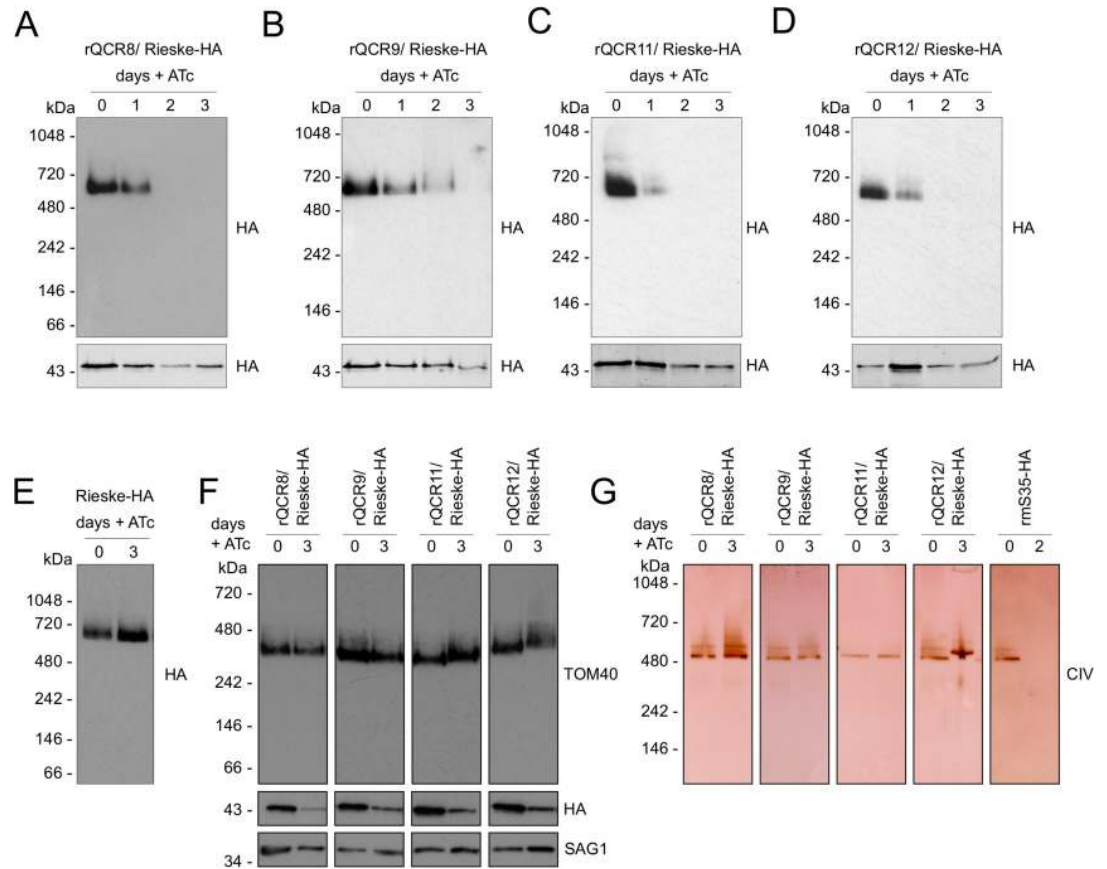 A
rQCR8/ Rieske-HA
days + ATc
kDa 0 1 2 3
1048 -
720 -
480 -
242 -
146 -
66 -
HA
43 -
HA
B
rQCR9/ Rieske-HA
days + ATc
kDa 0 1 2 3
1048 -
720 -
480 -
242 -
146 -
HA
43 -
HA
C
rQCR11/ Rieske-HA
days + ATc
kDa 0 1 2 3
1048 -
720 -
480 -
242 -
146 -
HA
43 -
HA
D
rQCR12/ Rieske-HA
days + ATc
kDa 0 1 2 3
1048 -
720 -
480 -
242 -
146 -
HA
43 -
HA
E
Rieske-HA
days + ATc
0 3
kDa
1048 -
720 -
480 -
242 -
146 -
66 -
HA
F
rQCR8/
Rieske-HA
rQCR9/
Rieske-HA
rQCR11/
Rieske-HA
rQCR12/
Rieske-HA
days
+ ATc
0 3 0 3 0 3 0 3
kDa
720 -
480 -
242 -
146 -
66 -
TOM40
43 -
HA
SAG1
34 -
G
rQCR8/
Rieske-HA
rQCR9/
Rieske-HA
rQCR11/
Rieske-HA
rQCR12/
Rieske-HA
rmS35-HA
days
+ ATc
0 3 0 3 0 3 0 3 0 2
kDa
1048 -
720 -
480 -
242 -
146 -
CIV